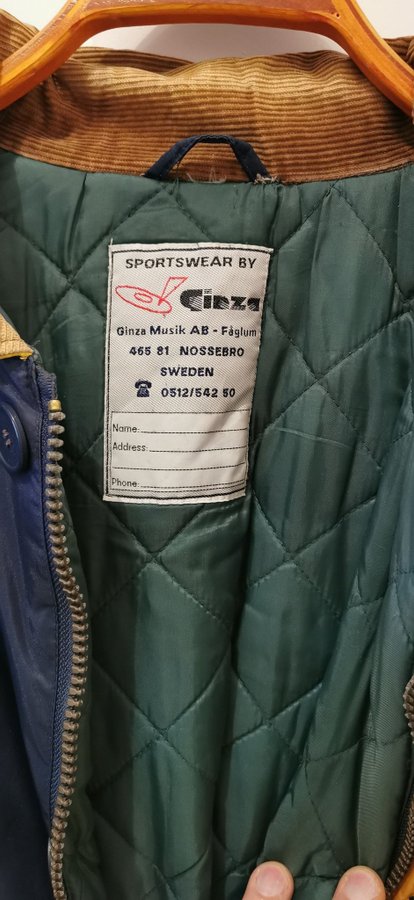 SPORTSWEAR BY
Ginza
Ginza Musik AB - Fåglum
465 81 NOSSEBRO
SWEDEN
☎ 0512/542 50
Name:
Address:
Phone: